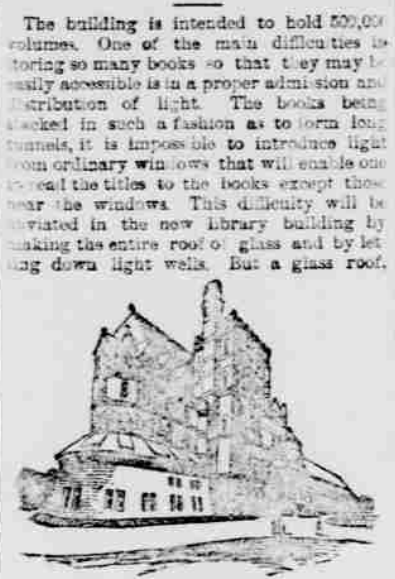 The building is intended to hold 500,000
volumes. One of the main difficulties in
storing so many books so that they may be
easily accessible is in a proper admission and
distribution of light. The books being
stacked in such a fashion as to form long
tunnels, it is impossible to introduce light
from ordinary windows that will enable one
to read the titles to the books except those
near the windows. This difficulty will be
obviated in the new library building by
making the entire roof of glass and by let
ting down light wells. But a glass roof,